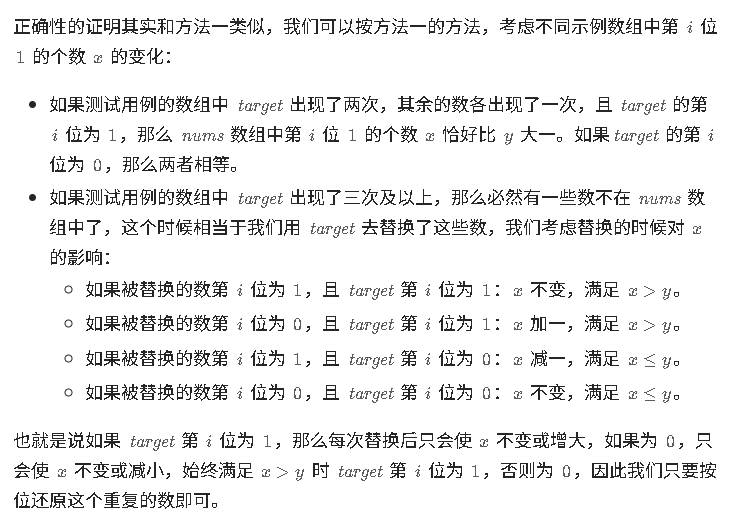 正确性的证明其实和方法一类似，我们可以按方法一的方法，考虑不同示例数组中第 i 位
1 的个数 x 的变化：
• 如果测试用例的数组中 target 出现了两次，其余的数各出现了一次，且 target 的第
i 位为 1，那么 nums 数组中第 i 位 1 的个数 x 恰好比 y 大一。如果 target 的第 i
位为 0，那么两者相等。
• 如果测试用例的数组中 target 出现了三次及以上，那么必然有一些数不在 nums 数
组中了，这个时候相当于我们用 target 去替换了这些数，我们考虑替换的时候对 x
的影响：
○ 如果被替换的数第 i 位为 1，且 target 第 i 位为 1：x 不变，满足 x > y。
○ 如果被替换的数第 i 位为 0，且 target 第 i 位为 1：x 加一，满足 x > y。
○ 如果被替换的数第 i 位为 1，且 target 第 i 位为 0：x 减一，满足 x ≤ y。
○ 如果被替换的数第 i 位为 0，且 target 第 i 位为 0：x 不变，满足 x ≤ y。
也就是说如果 target 第 i 位为 1，那么每次替换后只会使 x 不变或增大，如果为 0，只
会使 x 不变或减小，始终满足 x > y 时 target 第 i 位为 1，否则为 0，因此我们只要按
位还原这个重复的数即可。